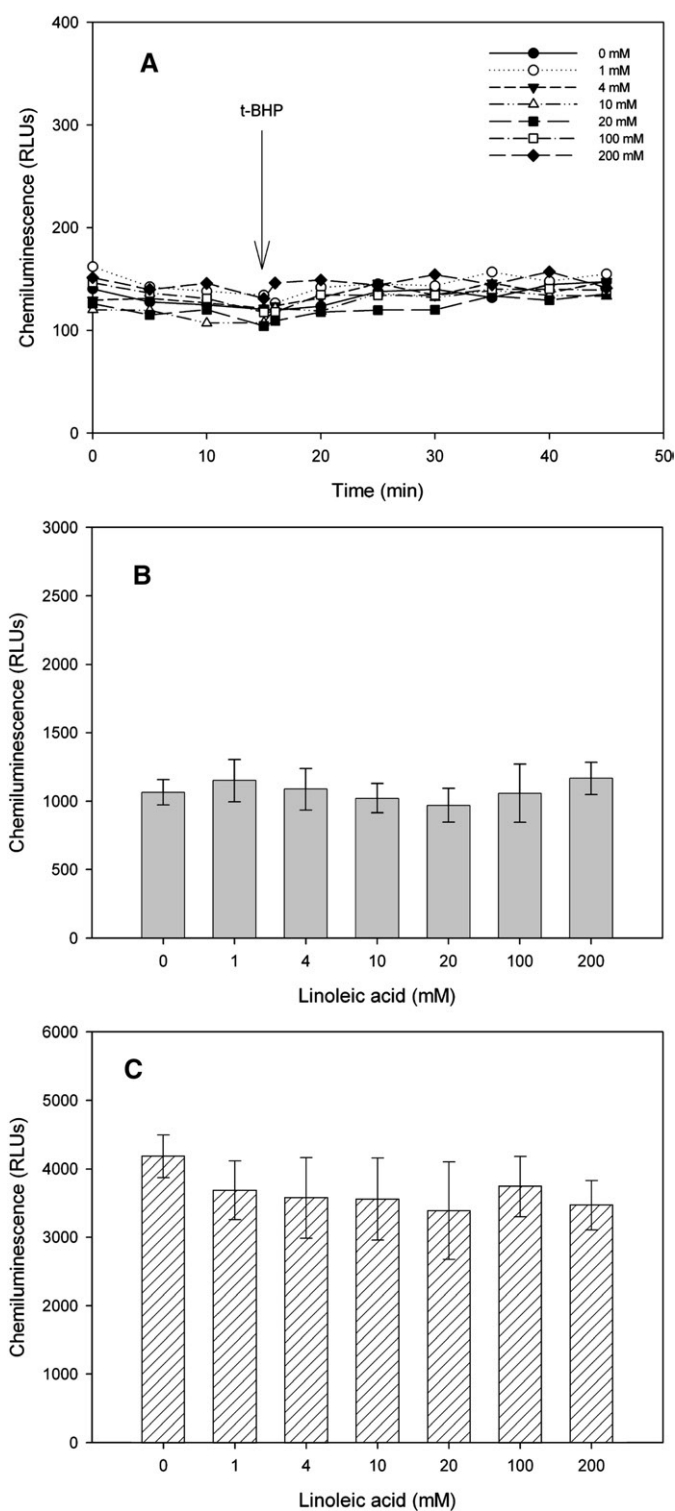 400
A
0 mM
1 mM
4 mM
10 mM
20 mM
100 mM
200 mM
t-BHP
300
200
100
0
Chemiluminescence (RLUs)
0 10 20 30 40 50
Time (min)
3000
B
2500
2000
1500
1000
500
0
Chemiluminescence (RLUs)
0 1 4 10 20 100 200
Linoleic acid (mM)
6000
C
5000
4000
3000
2000
1000
0
Chemiluminescence (RLUs)
0 1 4 10 20 100 200
Linoleic acid (mM)